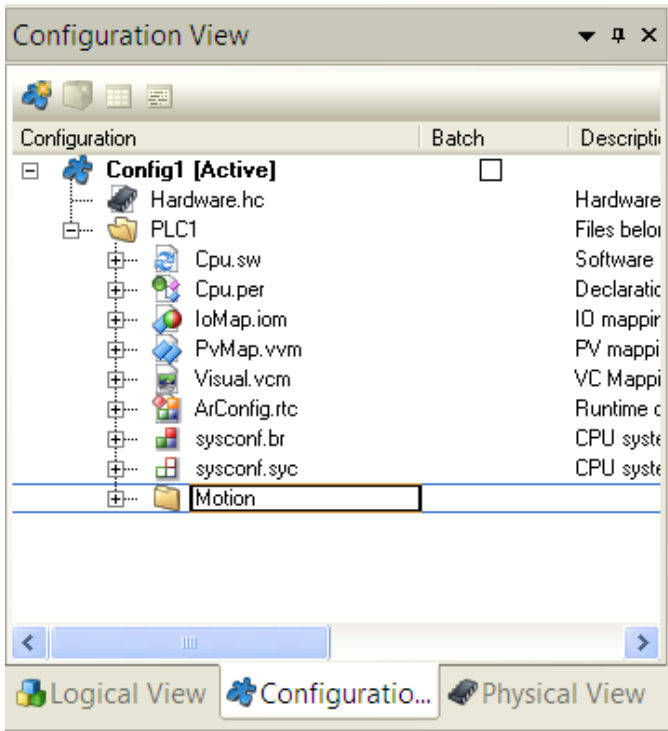 Configuration View
Configuration Batch Descripti
Config1 [Active]
Hardware.hc Hardware
PLC1 Files belo
Cpu.sw Software
Cpu.per Declaratio
IoMap.iom IO mappin
PvMap.vvm PV mappi
Visual.vcm VC Mappi
ArConfig.rtc Runtime c
sysconf.br CPU syste
sysconf.syc CPU syste
Motion
Logical View Configuratio... Physical View